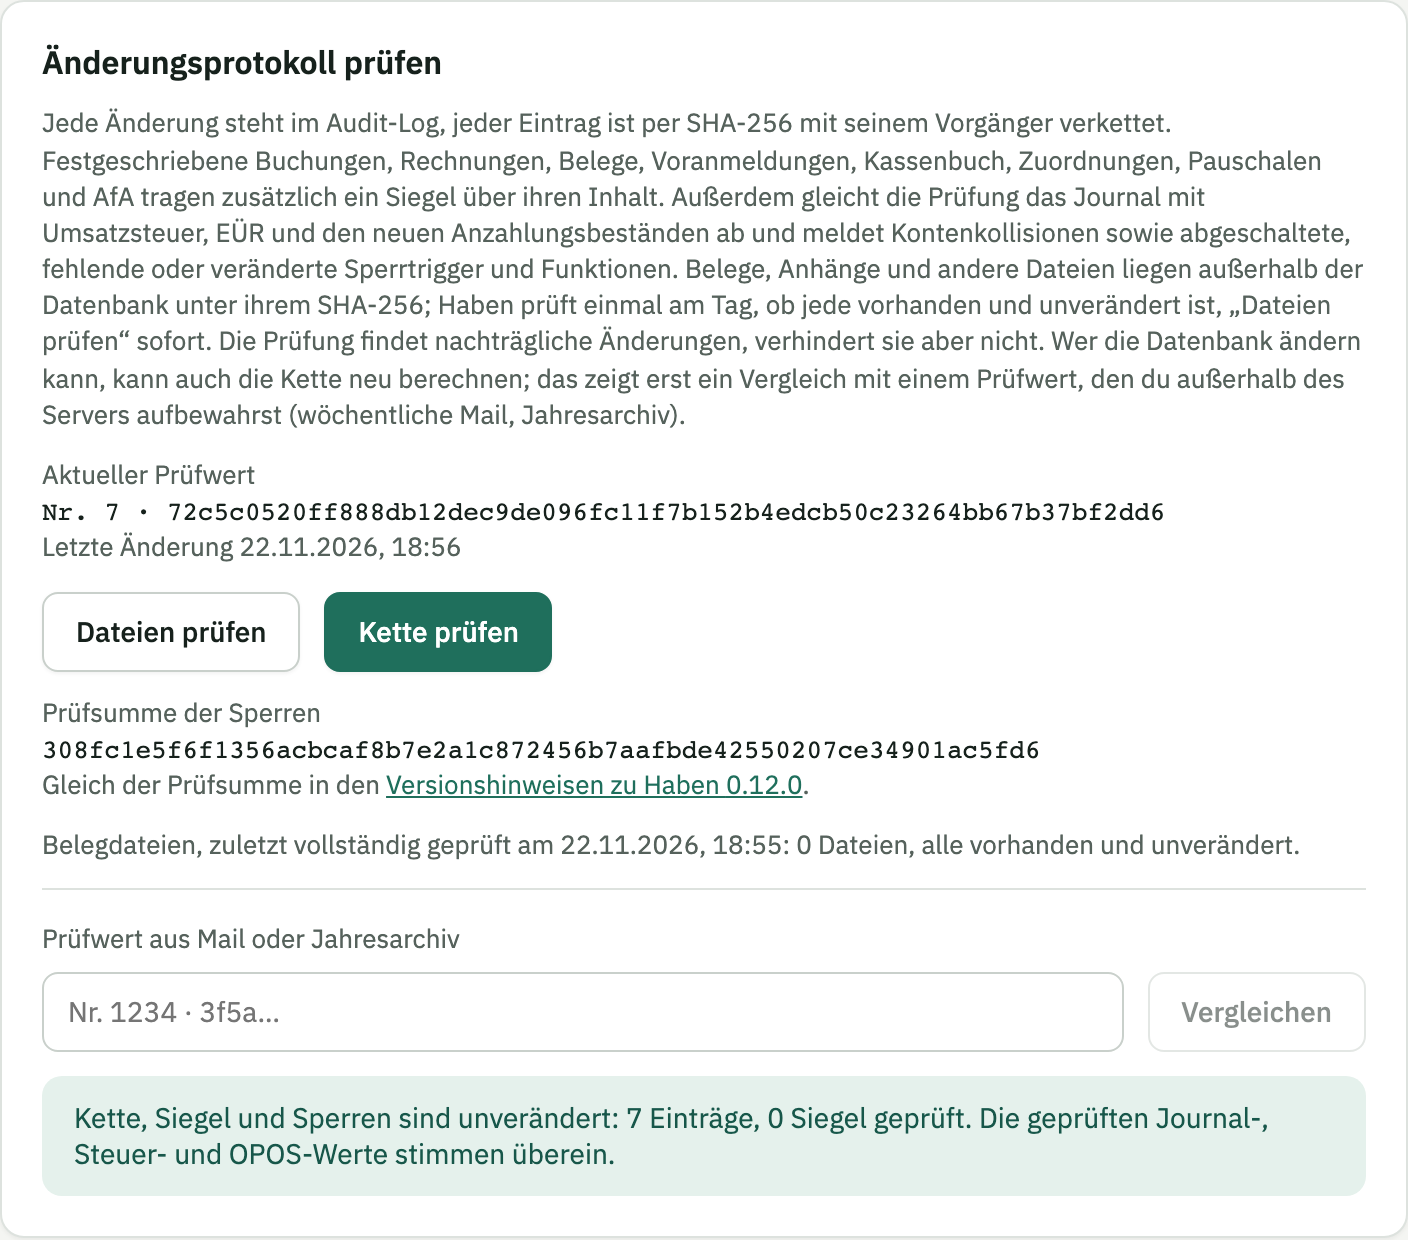 Änderungsprotokoll prüfen
Jede Änderung steht im Audit-Log, jeder Eintrag ist per SHA-256 mit seinem Vorgänger verkettet.
Festgeschriebene Buchungen, Rechnungen, Belege, Voranmeldungen, Kassenbuch, Zuordnungen, Pauschalen
und AfA tragen zusätzlich ein Siegel über ihren Inhalt. Außerdem gleicht die Prüfung das Journal mit
Umsatzsteuer, EÜR und den neuen Anzahlungsbeständen ab und meldet Kontenkollisionen sowie abgeschaltete,
fehlende oder veränderte Sperrtrigger und Funktionen. Belege, Anhänge und andere Dateien liegen außerhalb der
Datenbank unter ihrem SHA-256; Haben prüft einmal am Tag, ob jede vorhanden und unverändert ist, „Dateien
prüfen“ sofort. Die Prüfung findet nachträgliche Änderungen, verhindert sie aber nicht. Wer die Datenbank ändern
kann, kann auch die Kette neu berechnen; das zeigt erst ein Vergleich mit einem Prüfwert, den du außerhalb des
Servers aufbewahrst (wöchentliche Mail, Jahresarchiv).
Aktueller Prüfwert
Nr. 7 · 72c5c0520ff888db12dec9de096fc11f7b152b4edcb50c23264bb67b37bf2dd6
Letzte Änderung 22.11.2026, 18:56
Dateien prüfen
Kette prüfen
Prüfsumme der Sperren
308fc1e5f6f1356acbcaf8b7e2a1c872456b7aafbde42550207ce34901ac5fd6
Gleich der Prüfsumme in den Versionshinweisen zu Haben 0.12.0.
Belegdateien, zuletzt vollständig geprüft am 22.11.2026, 18:55: 0 Dateien, alle vorhanden und unverändert.
Prüfwert aus Mail oder Jahresarchiv
Nr. 1234 · 3f5a…
Vergleichen
Kette, Siegel und Sperren sind unverändert: 7 Einträge, 0 Siegel geprüft. Die geprüften Journal-,
Steuer- und OPOS-Werte stimmen überein.